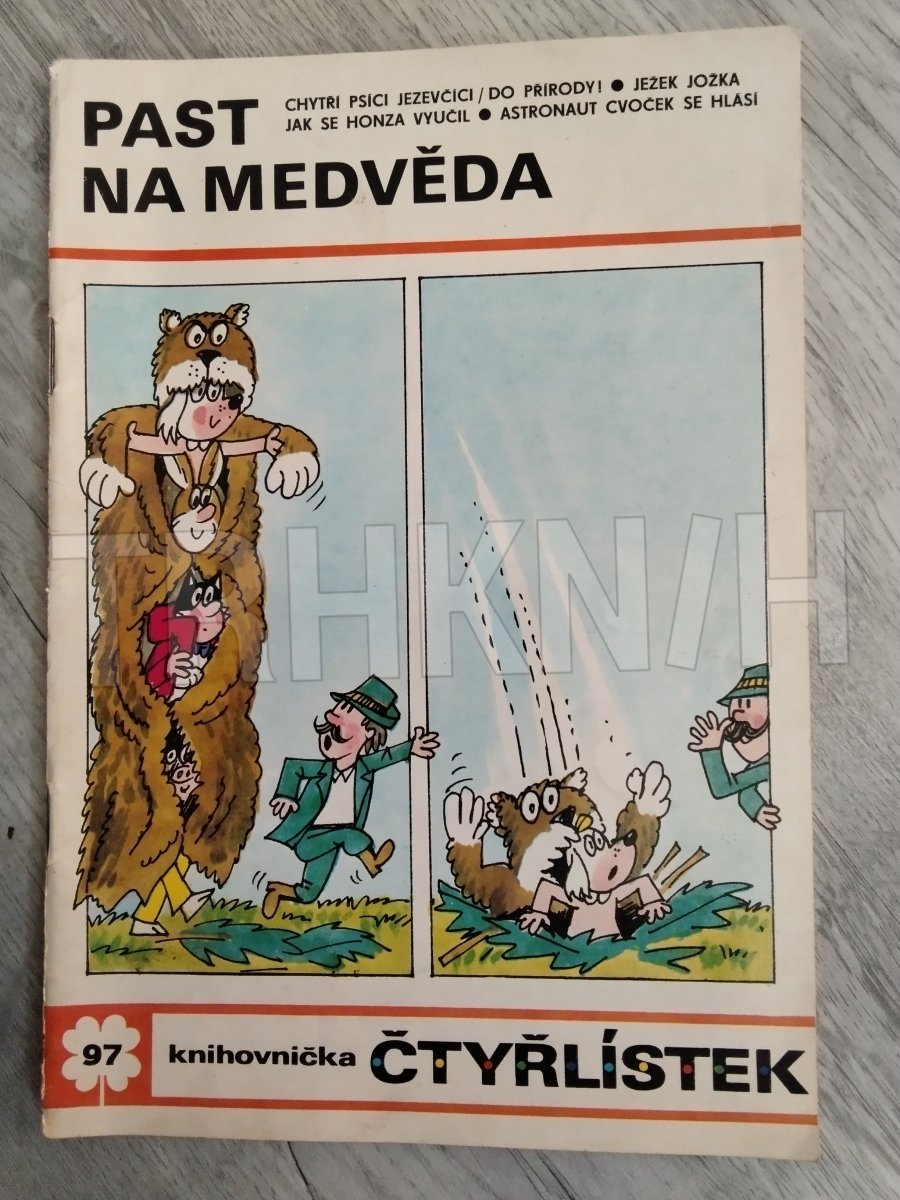 PAST
NA MEDVĚDA
CHYTŘÍ PSÍCI JEZEVČÍCI / DO PŘÍRODY! ● JEŽEK JOŽKA
JAK SE HONZA VYUČIL ● ASTRONAUT CVOČEK SE HLÁSÍ
TRHKN/H
97
knihovnička ČTYŘLÍSTEK